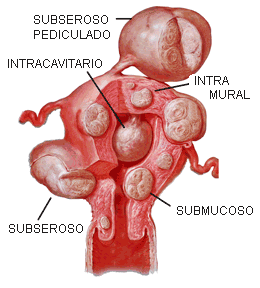 SUBSEROSO
PEDICULADO
INTRACAVITARIO
INTRA
MURAL
SUBMUCOSO
SUBSEROSO